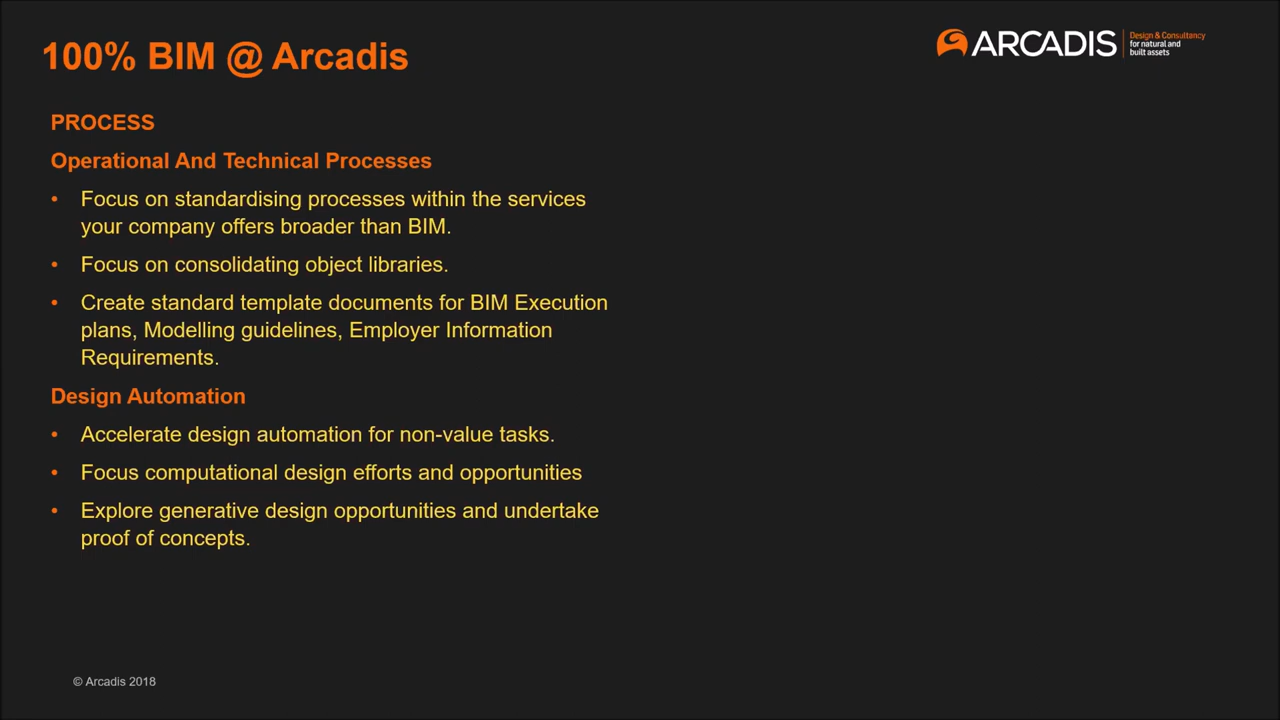 100% BIM @ Arcadis
ARCADIS
Design & Consultancy
for natural and
built assets
PROCESS
Operational And Technical Processes
• Focus on standardising processes within the services
your company offers broader than BIM.
• Focus on consolidating object libraries.
• Create standard template documents for BIM Execution
plans, Modelling guidelines, Employer Information
Requirements.
Design Automation
• Accelerate design automation for non-value tasks.
• Focus computational design efforts and opportunities
• Explore generative design opportunities and undertake
proof of concepts.
© Arcadis 2018